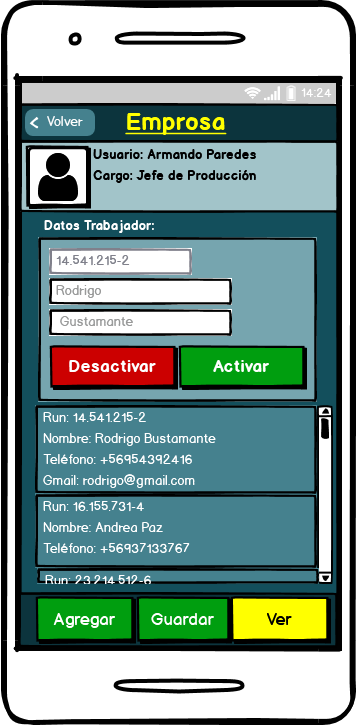 14:24
Volver
Emprosa
Usuario: Armando Paredes
Cargo: Jefe de Producción
Datos Trabajador:
14.541.215-2
Rodrigo
Gustamante
Desactivar
Activar
Run: 14.541.215-2
Nombre: Rodrigo Bustamante
Teléfono: +56954392416
Gmail: rodrigo@gmail.com
Run: 16.155.731-4
Nombre: Andrea Paz
Teléfono: +56937133767
Run: 23.214.512-6
Agregar
Guardar
Ver